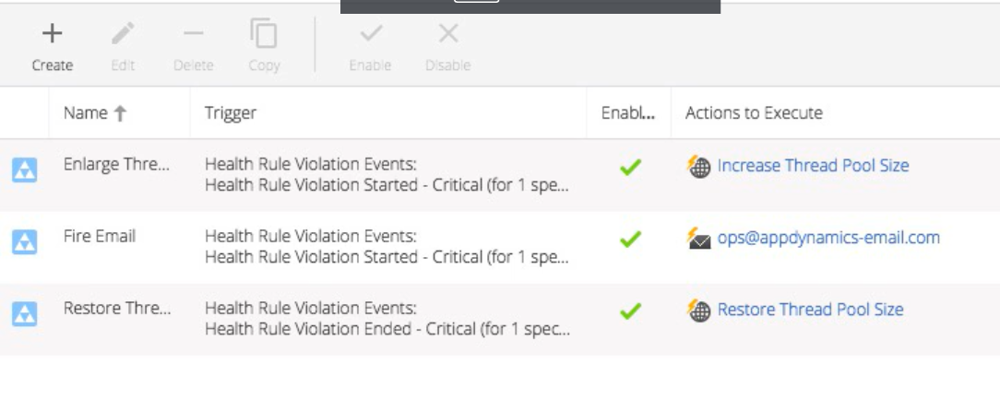 Create Edit Delete Copy Enable Disable
Name Trigger Enabl... Actions to Execute
Enlarge Thre... Health Rule Violation Events: Increase Thread Pool Size
Health Rule Violation Started - Critical (for 1 spe...
Fire Email Health Rule Violation Events: ops@appdynamics-email.com
Health Rule Violation Started - Critical (for 1 spe...
Restore Thre... Health Rule Violation Events: Restore Thread Pool Size
Health Rule Violation Ended - Critical (for 1 spec...